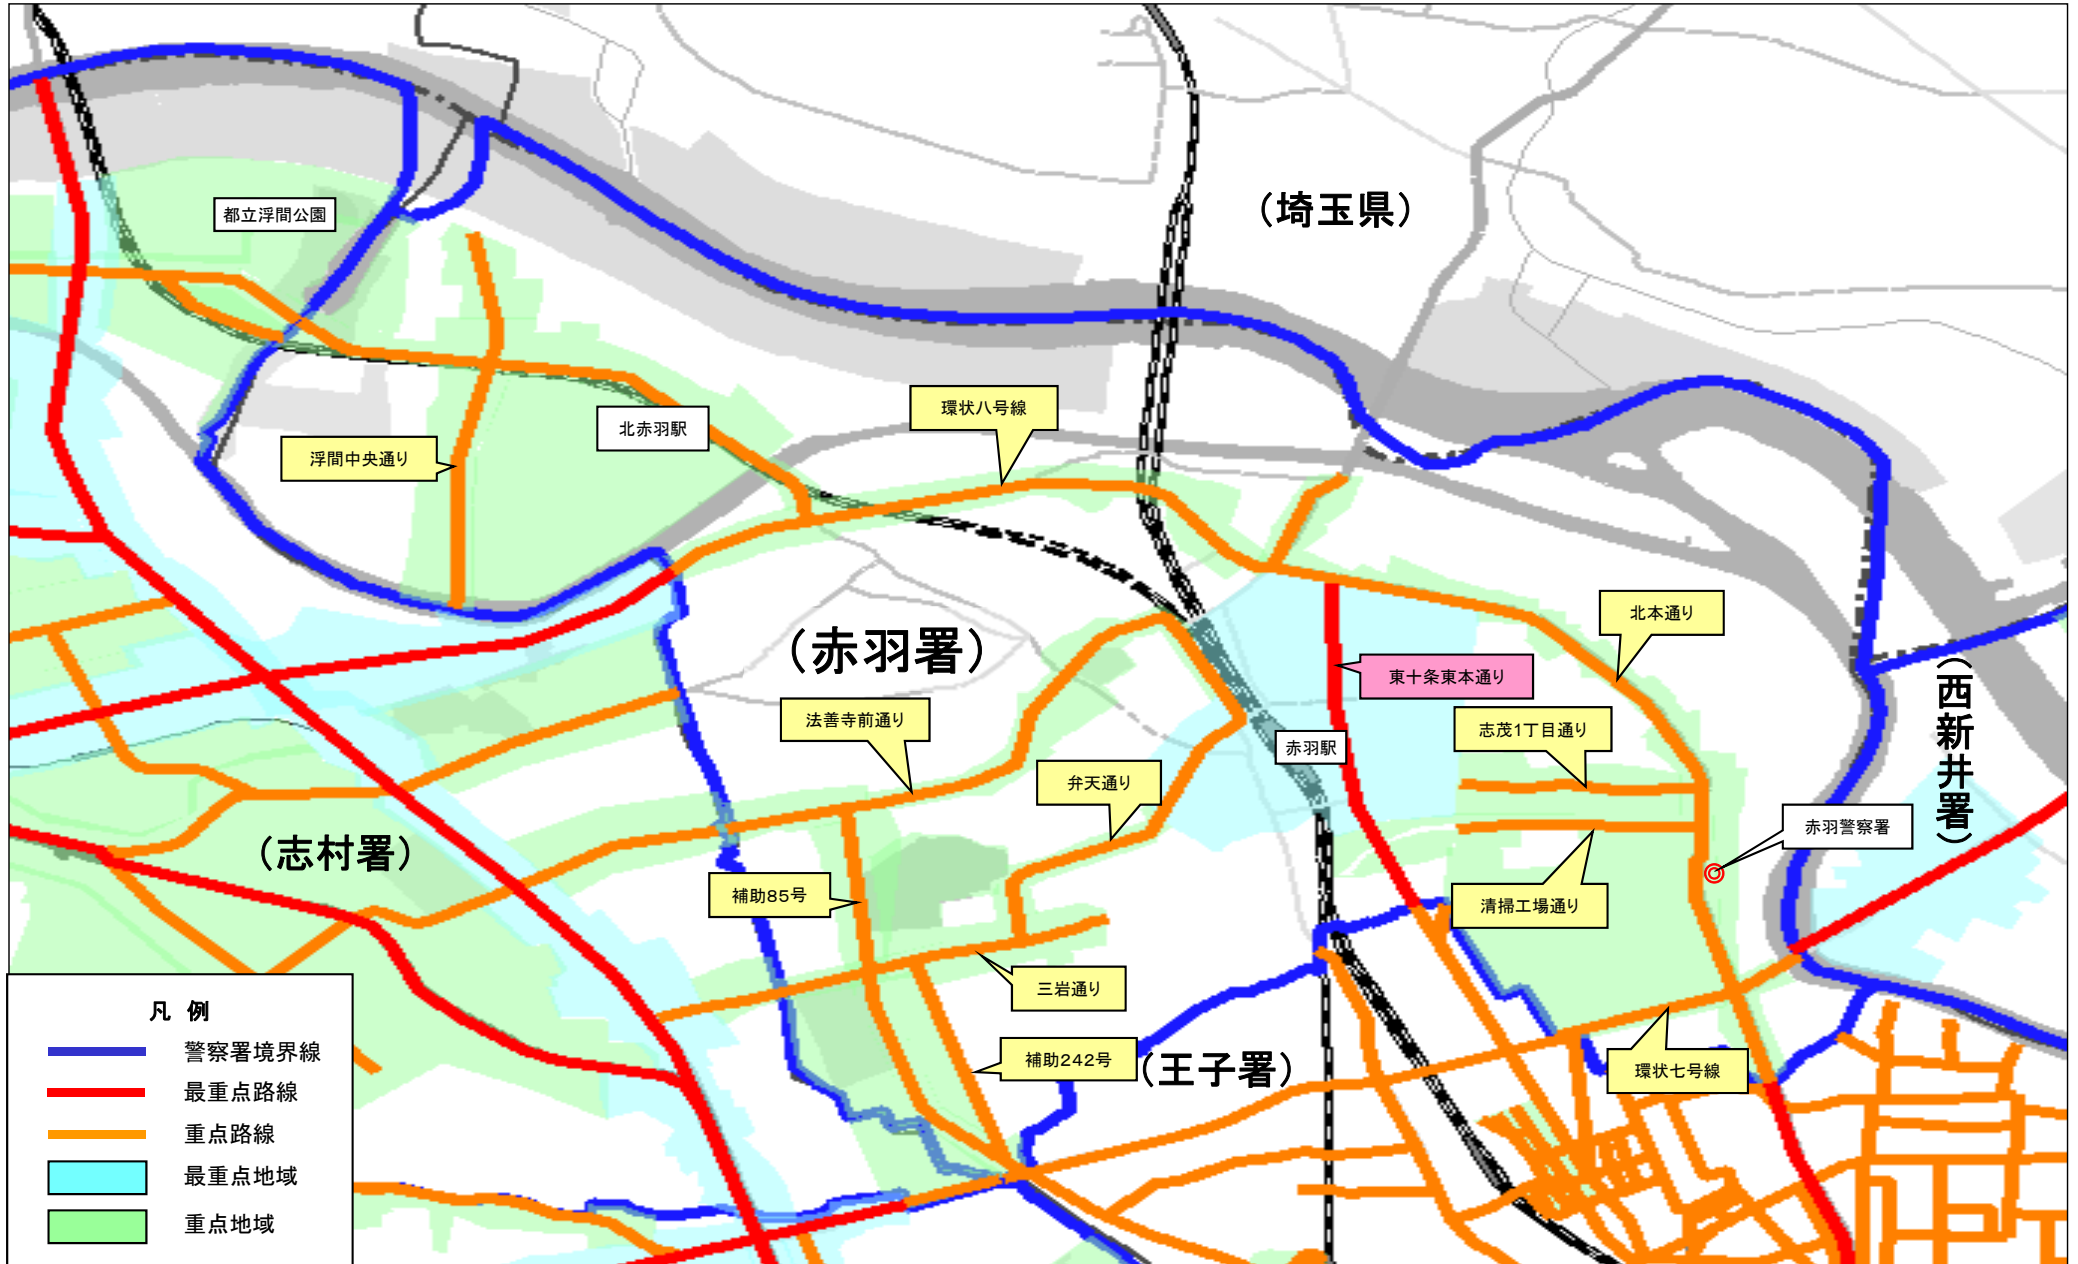 （埼玉県）
都立浮間公園
環状八号線
北赤羽駅
浮間中央通り
北本通り
（赤羽署）
東十条東本通り
（西新井署）
法善寺前通り
志茂1丁目通り
赤羽駅
弁天通り
赤羽警察署
（志村署）
補助85号
清掃工場通り
三岩通り
補助242号
（王子署）
環状七号線
凡 例
警察署境界線
最重点路線
重点路線
最重点地域
重点地域